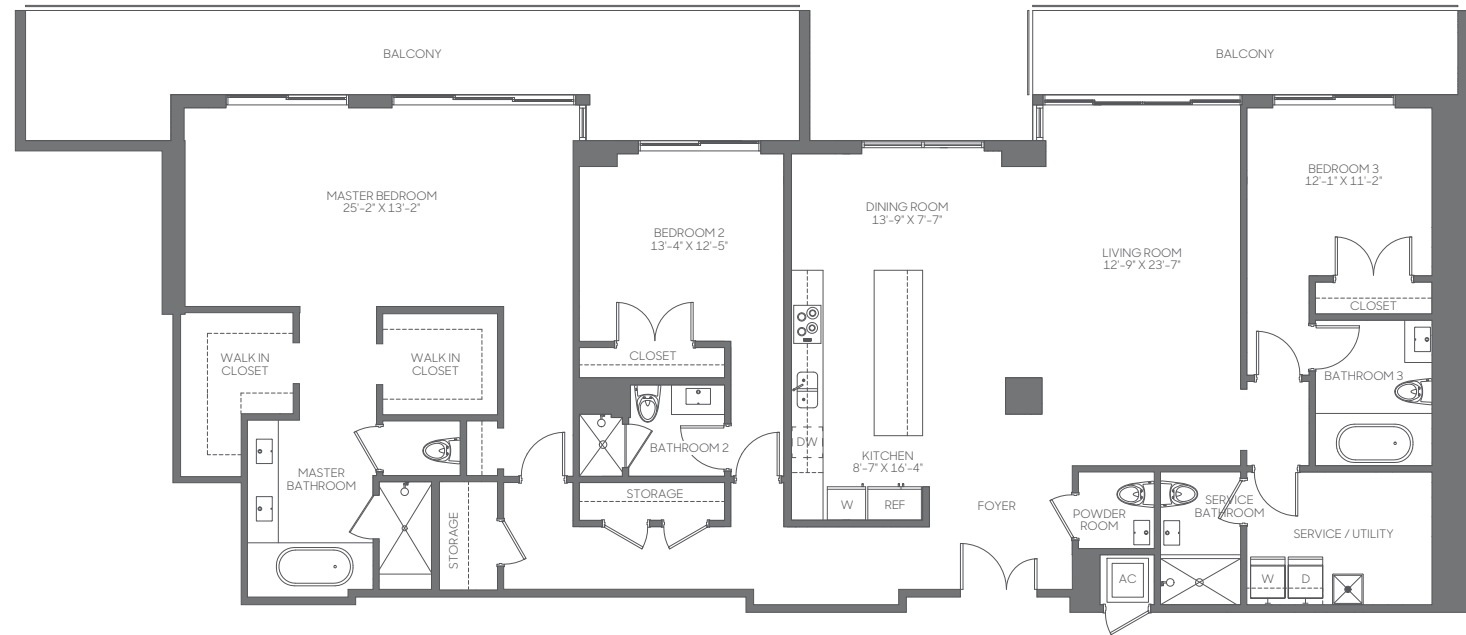 BALCONY
BALCONY
MASTER BEDROOM
25'-2" X 13'-2"
BEDROOM 2
13'-4" X 12'-5"
DINING ROOM
13'-9" X 7'-7"
LIVING ROOM
12'-9" X 23'-7"
BEDROOM 3
12'-1" X 11'-2"
CLOSET
WALK IN
CLOSET
WALK IN
CLOSET
CLOSET
BATHROOM 3
BATHROOM 2
DW
KITCHEN
8'-7" X 16'-4"
MASTER
BATHROOM
STORAGE
STORAGE
W
REF
FOYER
POWDER
ROOM
SERVICE
BATHROOM
SERVICE / UTILITY
AC
W
D